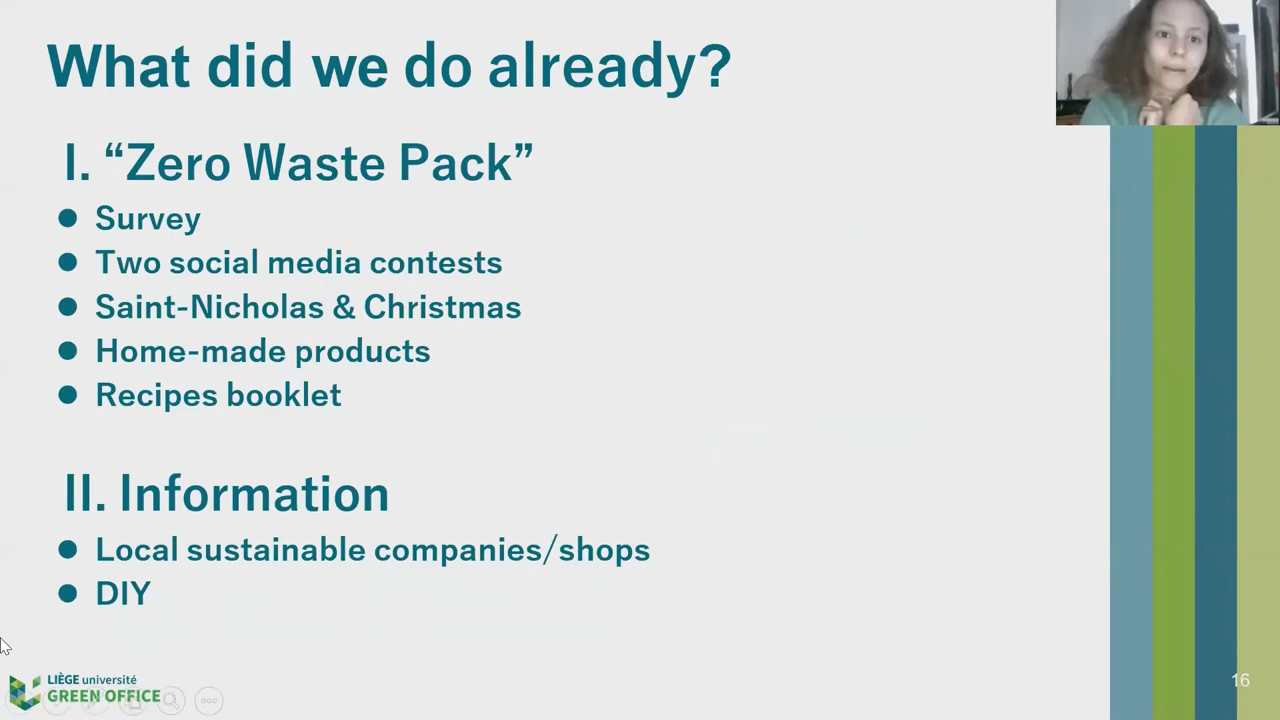 What did we do already?
I. “Zero Waste Pack”
Survey
Two social media contests
Saint-Nicholas & Christmas
Home-made products
Recipes booklet
II. Information
Local sustainable companies/shops
DIY
LIÈGE université
GREEN OFFICE
16